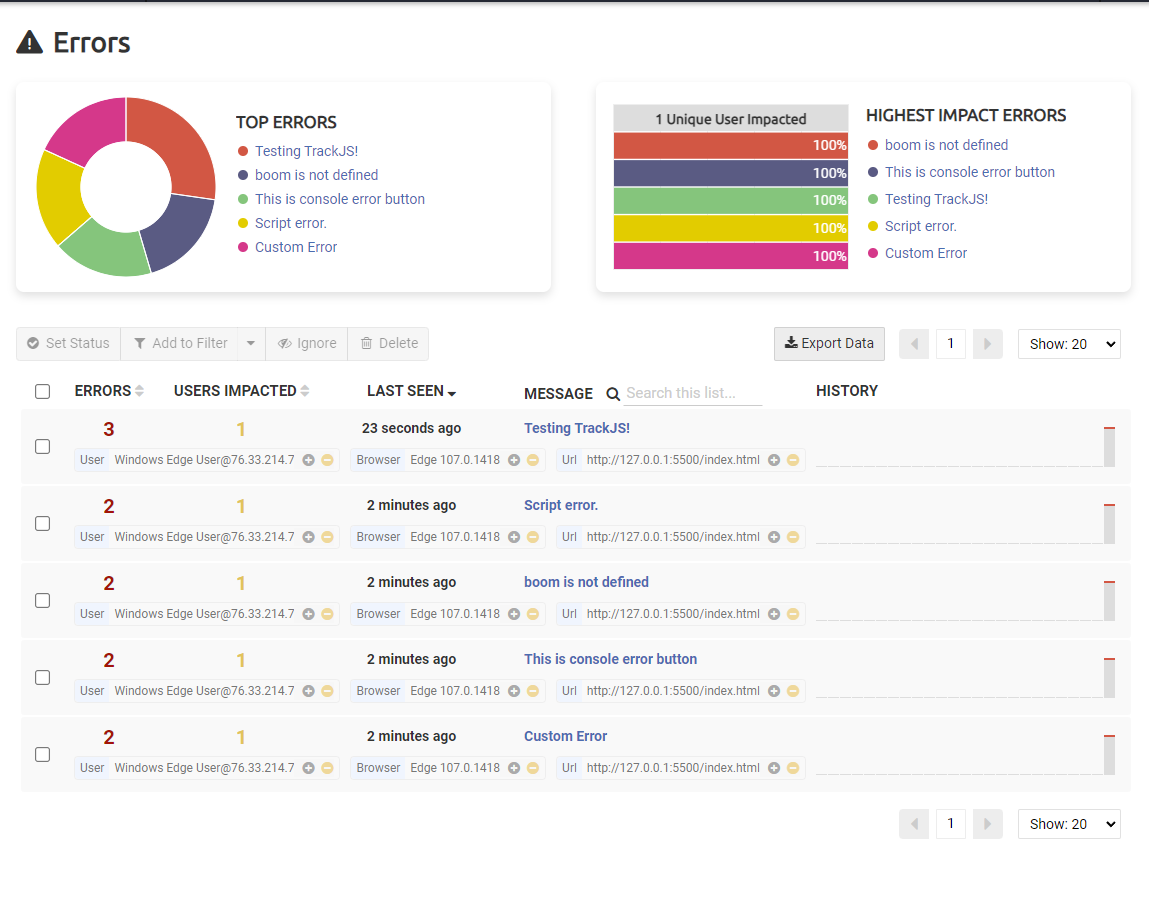 Errors
TOP ERRORS
Testing TrackJS!
boom is not defined
This is console error button
Script error.
Custom Error
1 Unique User Impacted
100%
100%
100%
100%
100%
HIGHEST IMPACT ERRORS
boom is not defined
This is console error button
Testing TrackJS!
Script error.
Custom Error
Set Status Add to Filter Ignore Delete Export Data 1 Show: 20
ERRORS USERS IMPACTED LAST SEEN MESSAGE Search this list... HISTORY
3 1 23 seconds ago Testing TrackJS!
User Windows Edge User@76.33.214.7 Browser Edge 107.0.1418 Url http://127.0.0.1:5500/index.html
2 1 2 minutes ago Script error.
User Windows Edge User@76.33.214.7 Browser Edge 107.0.1418 Url http://127.0.0.1:5500/index.html
2 1 2 minutes ago boom is not defined
User Windows Edge User@76.33.214.7 Browser Edge 107.0.1418 Url http://127.0.0.1:5500/index.html
2 1 2 minutes ago This is console error button
User Windows Edge User@76.33.214.7 Browser Edge 107.0.1418 Url http://127.0.0.1:5500/index.html
2 1 2 minutes ago Custom Error
User Windows Edge User@76.33.214.7 Browser Edge 107.0.1418 Url http://127.0.0.1:5500/index.html
1 Show: 20